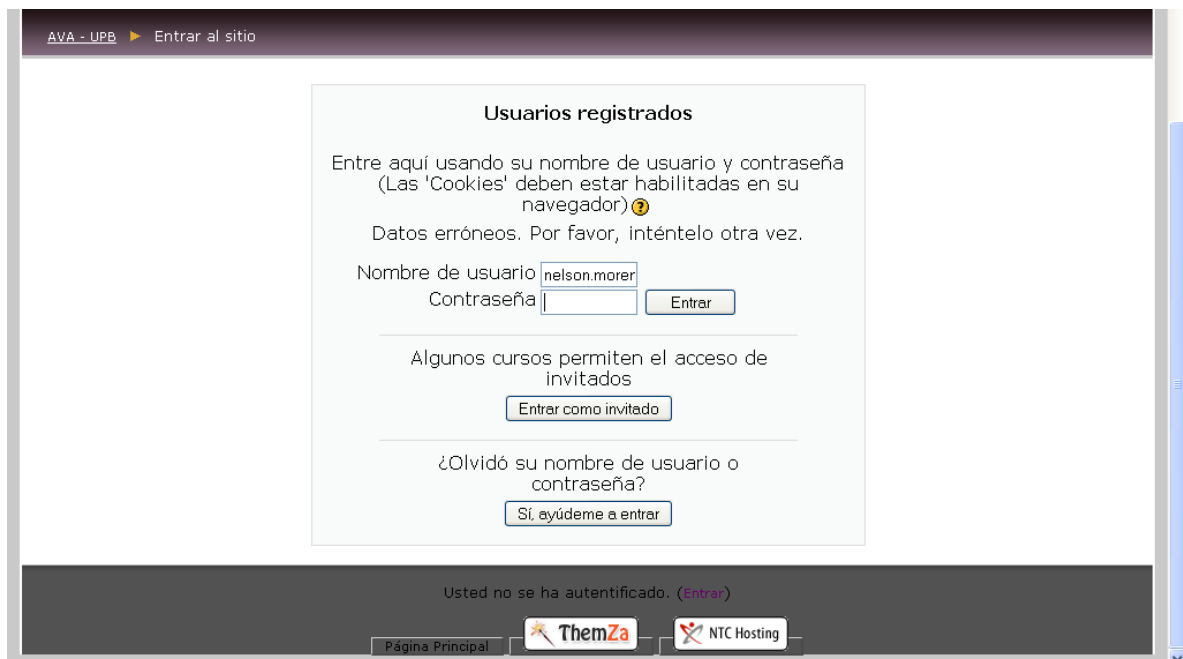 AVA - UPB ► Entrar al sitio
Usuarios registrados
Entre aquí usando su nombre de usuario y contraseña
(Las 'Cookies' deben estar habilitadas en su
navegador) ?
Datos erróneos. Por favor, inténtelo otra vez.
Nombre de usuario nelson.morer
Contraseña Entrar
Algunos cursos permiten el acceso de
invitados
Entrar como invitado
¿Olvidó su nombre de usuario o
contraseña?
Sí, ayúdeme a entrar
Usted no se ha autentificado. (Entrar)
Página Principal ThemZa NTC Hosting